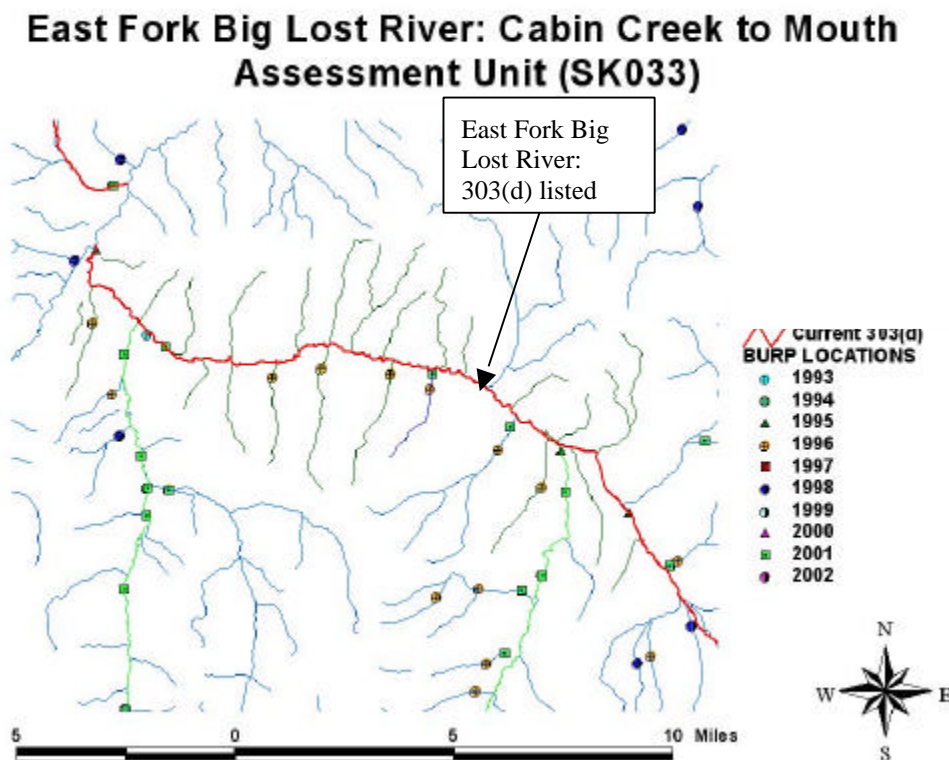 East Fork Big Lost River: Cabin Creek to Mouth
Assessment Unit (SK033)
East Fork Big
Lost River:
303(d) listed
Current 303(d)
BURP LOCATIONS
1993
1994
1995
1996
1997
1998
1999
2000
2001
2002
N
W
E
S
5
0
5
10
Miles